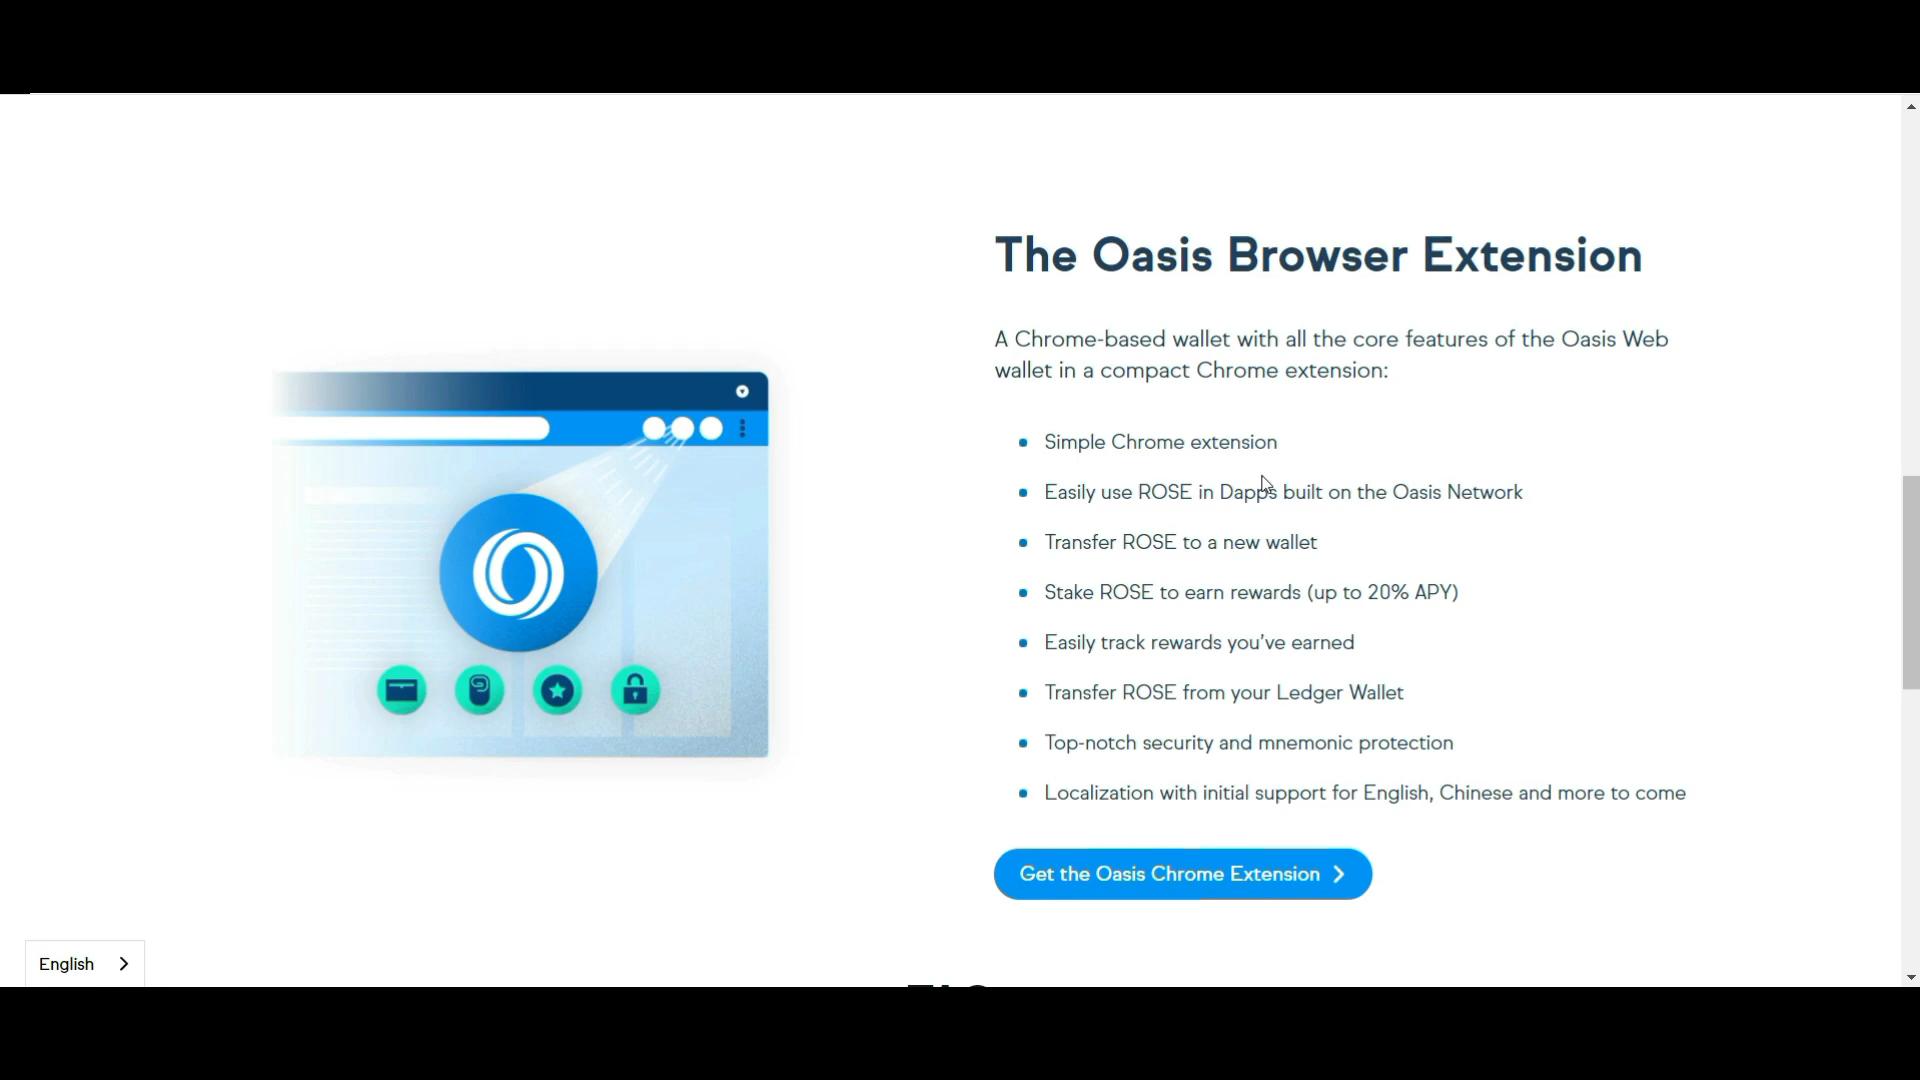 The Oasis Browser Extension
A Chrome-based wallet with all the core features of the Oasis Web
wallet in a compact Chrome extension:
Simple Chrome extension
Easily use ROSE in Dapps built on the Oasis Network
Transfer ROSE to a new wallet
Stake ROSE to earn rewards (up to 20% APY)
Easily track rewards you've earned
Transfer ROSE from your Ledger Wallet
Top-notch security and mnemonic protection
Localization with initial support for English, Chinese and more to come
Get the Oasis Chrome Extension
English